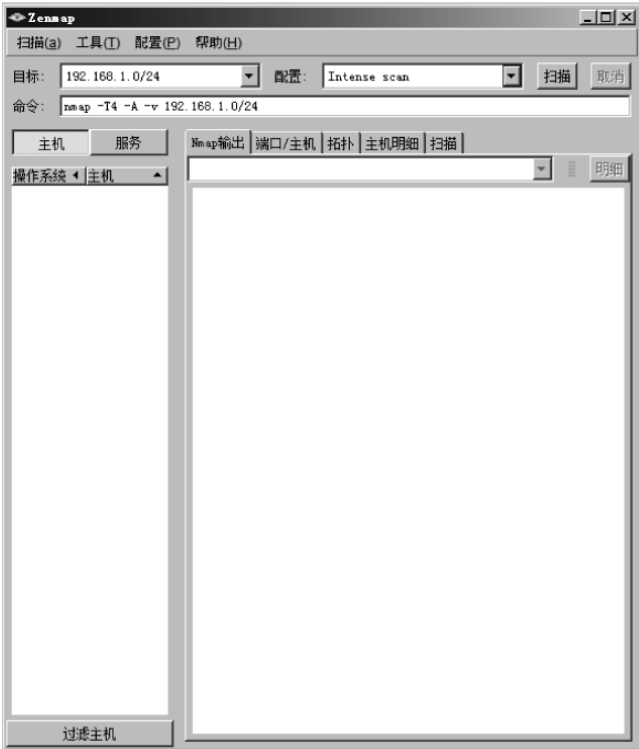 Zenmap
扫描(a) 工具(T) 配置(P) 帮助(H)
目标: 192.168.1.0/24 配置: Intense scan 扫描 取消
命令: nmap -T4 -A -v 192.168.1.0/24
主机 服务 Nmap输出 端口/主机 拓扑 主机明细 扫描
操作系统 主机 明细
过滤主机